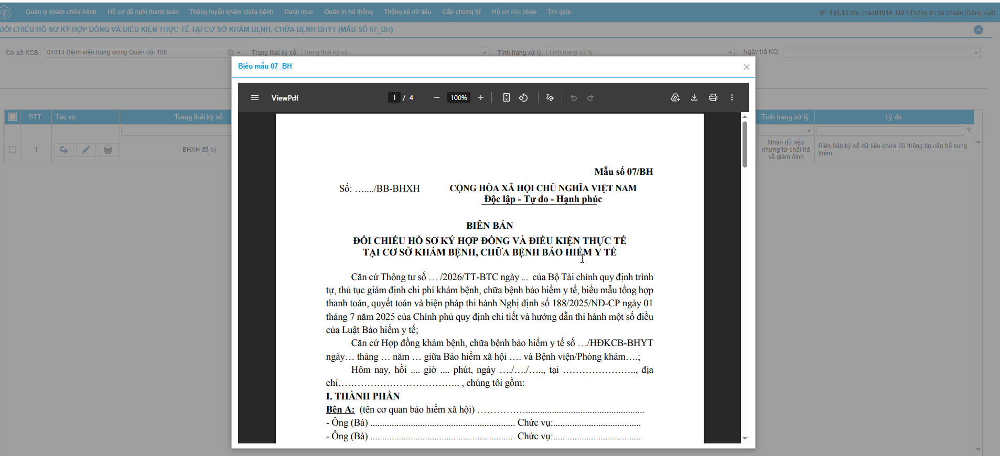 Quản lý khám chữa bệnh Hồ sơ đề nghị thanh toán Thông tuyến khám chữa bệnh Danh mục Quản trị hệ thống Thống kê dữ liệu Cấp chứng từ Hồ sơ sức khỏe Trợ giúp IP: 151.13 Xin chào01014_BV !|Thông tin tài khoản |Đăng xuất
ĐỐI CHIẾU HỒ SƠ KÝ HỢP ĐỒNG VÀ ĐIỀU KIỆN THỰC TẾ TẠI CƠ SỞ KHÁM BỆNH, CHỮA BỆNH BHYT (MẪU SỐ 07_BH)
Cơ sở KCB : 01014 Bệnh viện trung ương Quân đội 108 Trạng thái ký số: Trạng thái ký số Tình trạng xử lý: Tình trạng xử lý Ngày trả KQ:
Biểu mẫu 07_BH
ViewPdf 1 / 4 100%
STT Tác vụ Trạng thái ký số Tình trạng xử lý Lý do
1 BHXH đã ký Nhận dữ liệu nhưng từ chối trả về giám định Biên bản ký số dữ liệu chưa đủ thông tin cần bổ sung thêm
Mẫu số 07/BH
Số: …..../BB-BHXH CỘNG HÒA XÃ HỘI CHỦ NGHĨA VIỆT NAM
Độc lập - Tự do - Hạnh phúc
BIÊN BẢN
ĐỐI CHIẾU HỒ SƠ KÝ HỢP ĐỒNG VÀ ĐIỀU KIỆN THỰC TẾ
TẠI CƠ SỞ KHÁM BỆNH, CHỮA BỆNH BẢO HIỂM Y TẾ
Căn cứ Thông tư số … /2026/TT-BTC ngày ... của Bộ Tài chính quy định trình
tự, thủ tục giám định chi phí khám bệnh, chữa bệnh bảo hiểm y tế, biểu mẫu tổng hợp
thanh toán, quyết toán và biện pháp thi hành Nghị định số 188/2025/NĐ-CP ngày 01
tháng 7 năm 2025 của Chính phủ quy định chi tiết và hướng dẫn thi hành một số điều
của Luật Bảo hiểm y tế;
Căn cứ Hợp đồng khám bệnh, chữa bệnh bảo hiểm y tế số …/HĐKCB-BHYT
ngày… tháng … năm … giữa Bảo hiểm xã hội …. và Bệnh viện/Phòng khám….;
Hôm nay, hồi .... giờ .... phút, ngày …./…./….., tại ………………….., địa
chỉ……………………………….. , chúng tôi gồm:
I. THÀNH PHẦN
Bên A: (tên cơ quan bảo hiểm xã hội) ……………..................................................
- Ông (Bà) ............................................................. Chức vụ:.....................................
- Ông (Bà) ............................................................. Chức vụ:.....................................